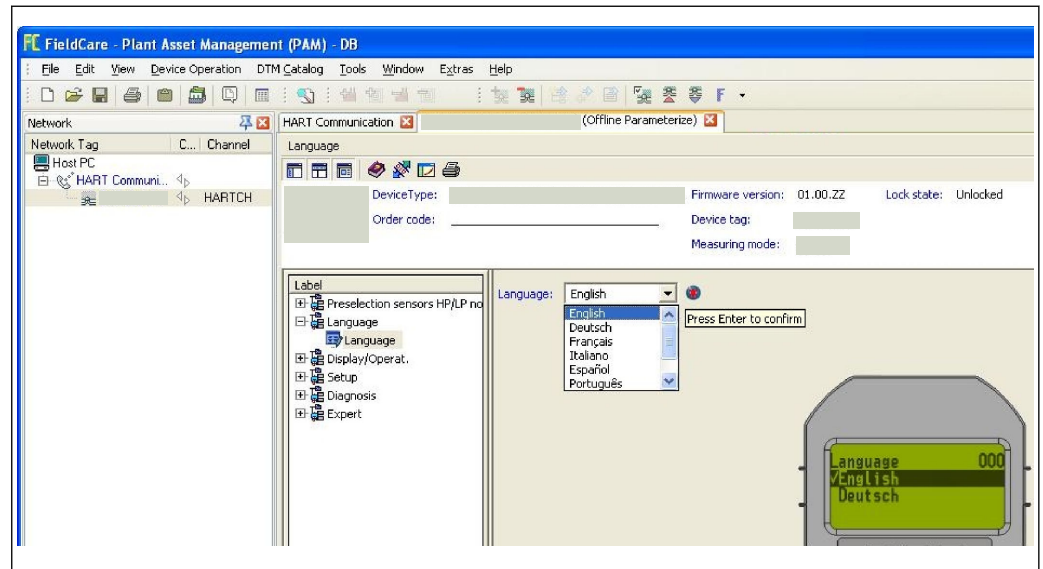 FieldCare - Plant Asset Management (PAM) - DB
File Edit View Device Operation DTM Catalog Tools Window Extras Help
F
Network
HART Communication (Offline Parameterize)
Network Tag C... Channel
Host PC
HART Communi...
HARTCH
Language
DeviceType: Firmware version: 01.00.ZZ Lock state: Unlocked
Order code: Device tag:
Measuring mode:
Label
Preselection sensors HP/LP no
Language
Language
Display/Operat.
Setup
Diagnosis
Expert
Language: English
English
Deutsch
Français
Italiano
Español
Português
Press Enter to confirm
Language 000
✓English
Deutsch